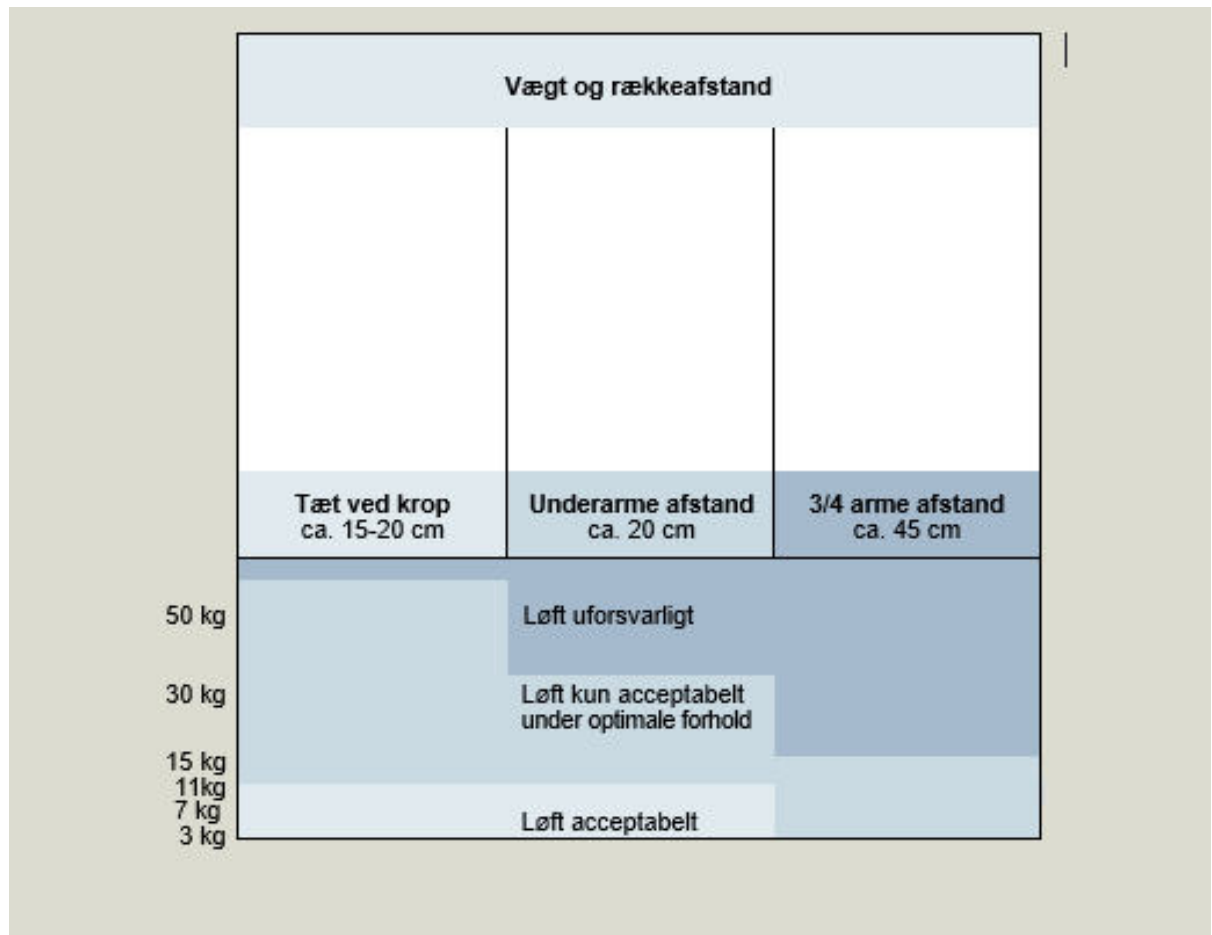 Vægt og rækkeafstand
Tæt ved krop
ca. 15-20 cm
Underarme afstand
ca. 20 cm
3/4 arme afstand
ca. 45 cm
50 kg
Løft uforsvarligt
30 kg
Løft kun acceptabelt
under optimale forhold
15 kg
11kg
7 kg
3 kg
Løft acceptabelt